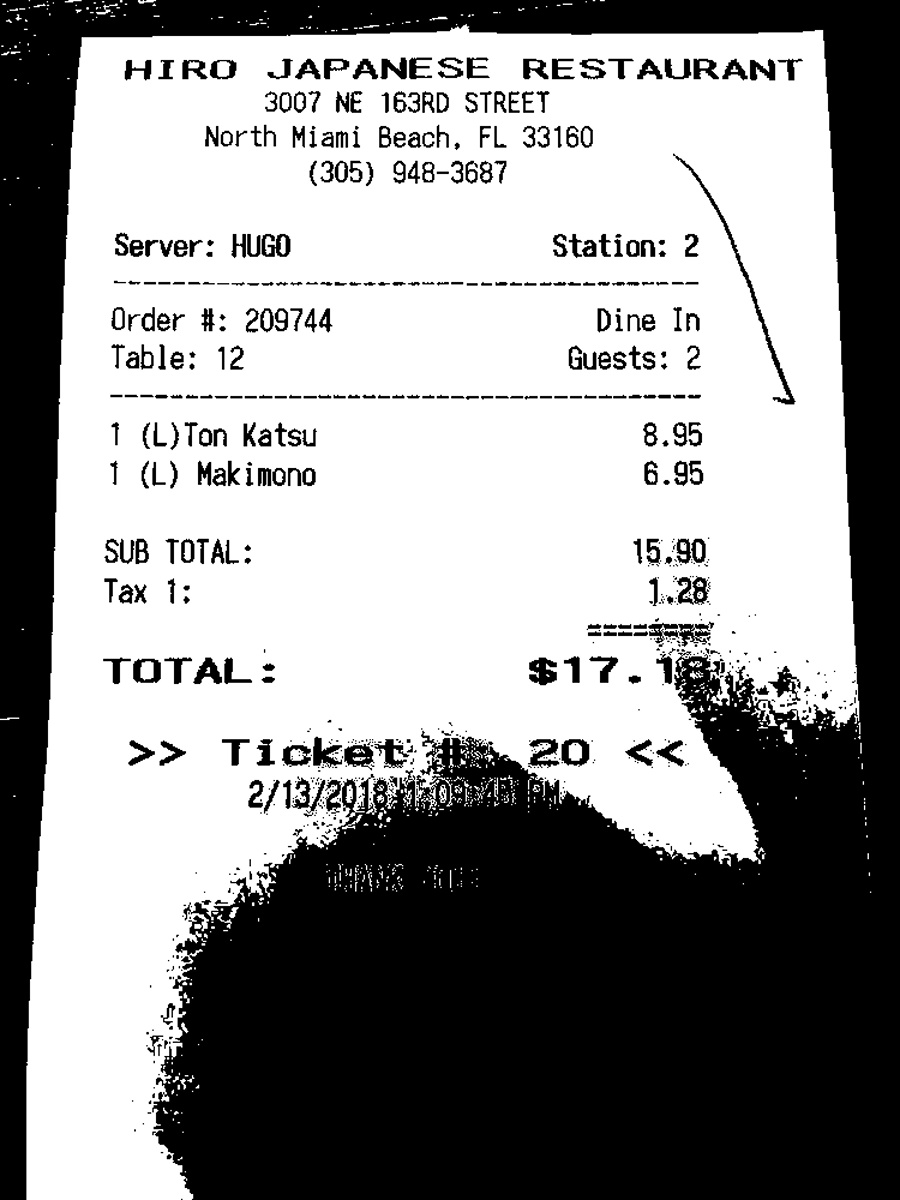 HIRO JAPANESE RESTAURANT
3007 NE 163RD STREET
North Miami Beach, FL 33160
(305) 948-3687
Server: HUGO Station: 2
Order #: 209744 Dine In
Table: 12 Guests: 2
1 (L)Ton Katsu 8.95
1 (L) Makimono 6.95
SUB TOTAL: 15.90
Tax 1: 1.28
TOTAL: $17.18
>> Ticket #: 20 <<
2/13/2018 PM
THANK